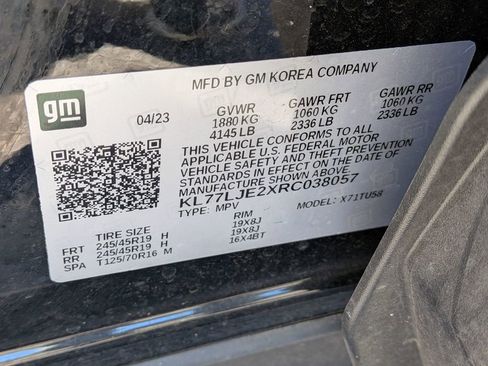 MFD BY GM KOREA COMPANY
gm
04/23
GVWR GAWR FRT GAWR RR
1880 KG 1060 KG 1060 KG
4145 LB 2336 LB 2336 LB
THIS VEHICLE CONFORMS TO ALL
APPLICABLE U.S. FEDERAL MOTOR
VEHICLE SAFETY AND THEFT PREVENTION
STANDARDS IN EFFECT ON THE DATE OF
MANUFACTURE SHOWN ABOVE.
KL77LJE2XRC038057
TYPE: MPV MODEL: X71TU58
TIRE SIZE RIM
FRT 245/45R19 H 19X8J
RR 245/45R19 H 19X8J
SPA T125/70R16 M 16X4BT